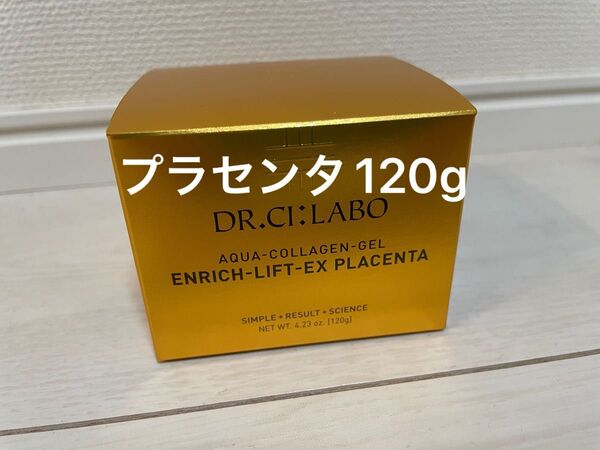 プラセンタ120g
DR.CI:LABO
AQUA-COLLAGEN-GEL
ENRICH-LIFT-EX PLACENTA
SIMPLE + RESULT + SCIENCE
NET WT. 4.23 oz. [120g]